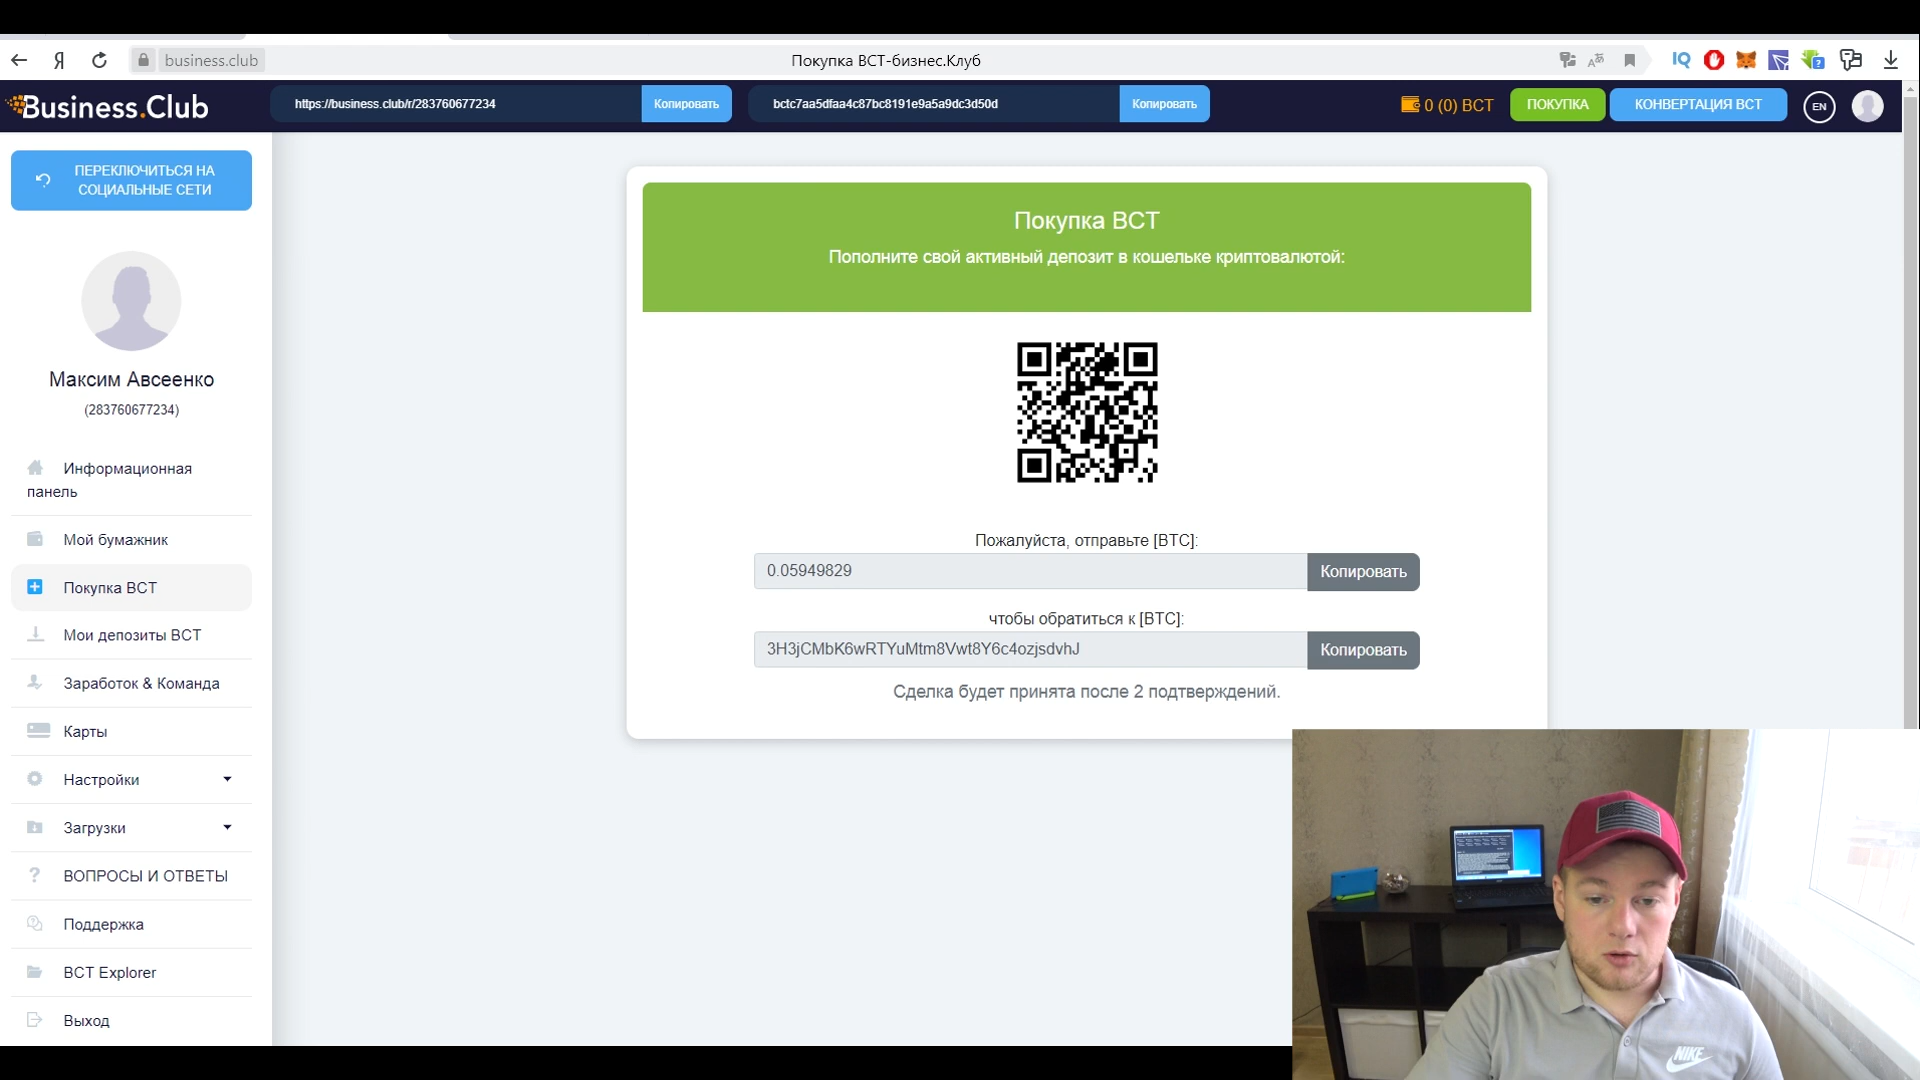 business.club
Покупка BCT-бизнес.Клуб
IQ
Business.Club
https://business.club/r/283760677234
Копировать
bctc7aa5dfaa4c87bc8191e9a5a9dc3d50d
Копировать
0 (0) BCT
ПОКУПКА
КОНВЕРТАЦИЯ BCT
EN
ПЕРЕКЛЮЧИТЬСЯ НА
СОЦИАЛЬНЫЕ СЕТИ
Максим Авсеенко
(283760677234)
Информационная
панель
Мой бумажник
Покупка BCT
Мои депозиты BCT
Заработок & Команда
Карты
Настройки
Загрузки
ВОПРОСЫ И ОТВЕТЫ
Поддержка
BCT Explorer
Выход
Покупка BCT
Пополните свой активный депозит в кошельке криптовалютой:
Пожалуйста, отправьте [BTC]:
0.05949829
Копировать
чтобы обратиться к [BTC]:
3H3jCMbK6wRTYuMtm8Vwt8Y6c4ozjsdvhJ
Копировать
Сделка будет принята после 2 подтверждений.
NIKE